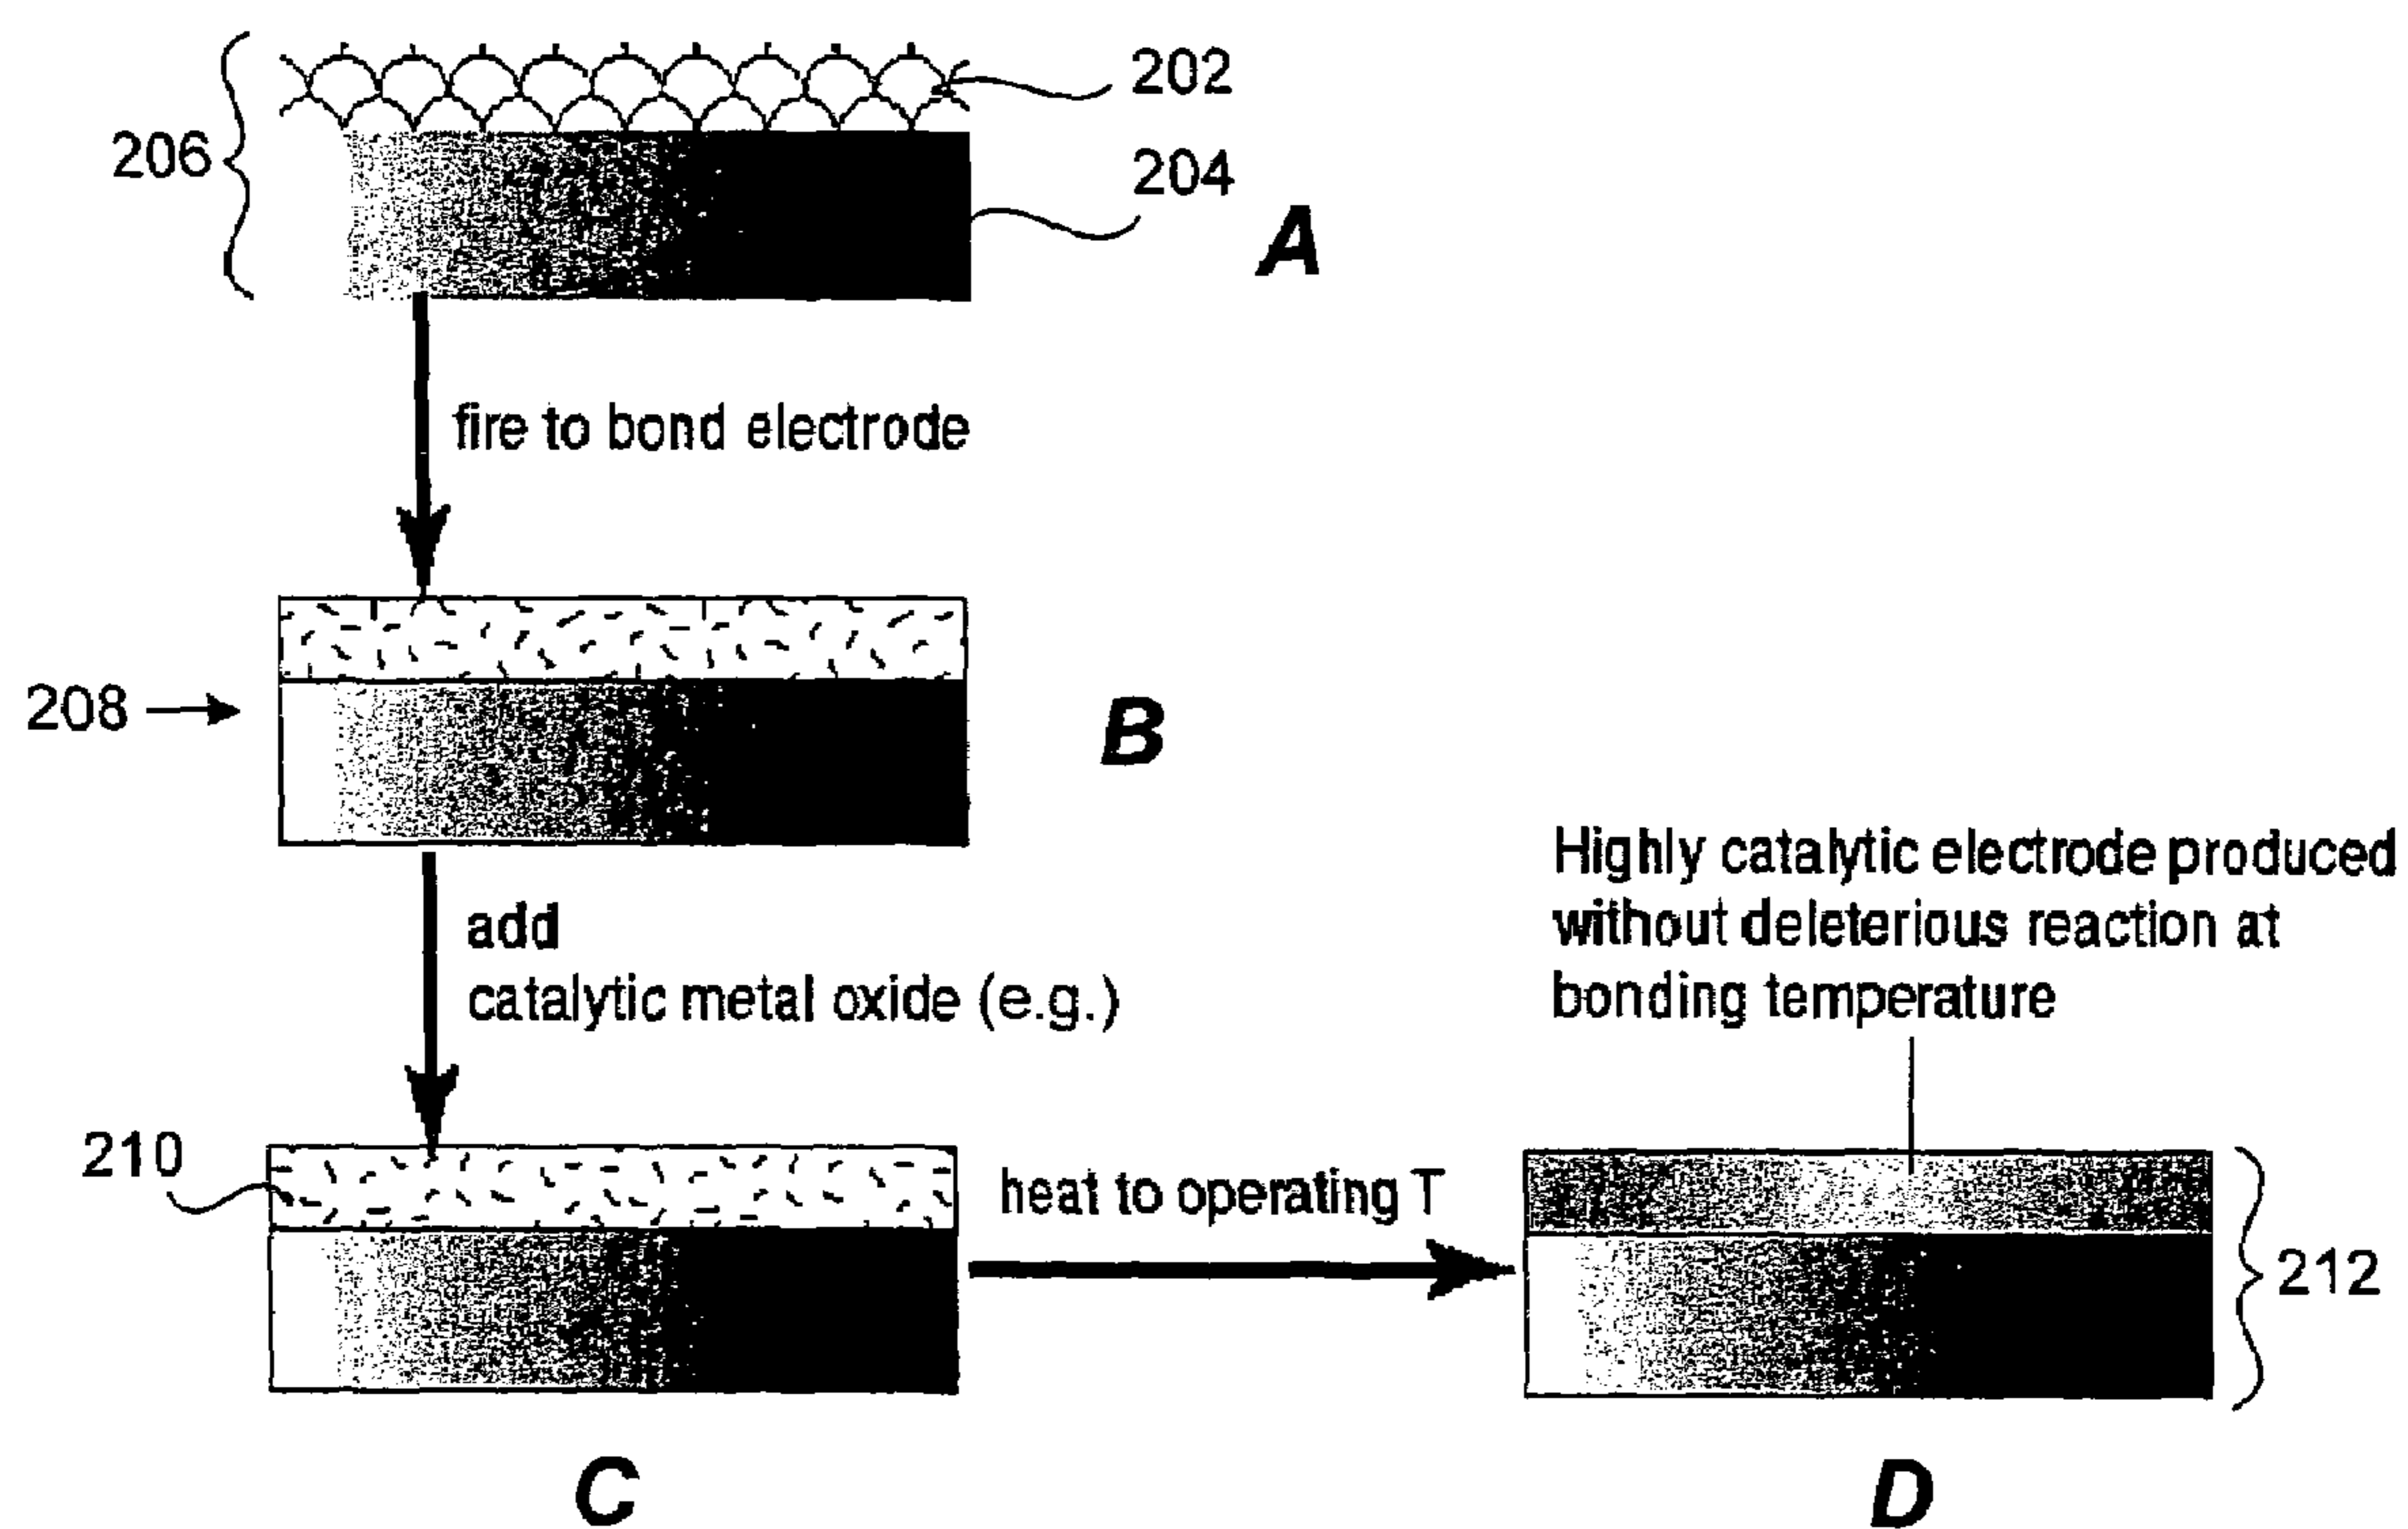 202
206
204
A
fire to bond electrode
208
B
add
catalytic metal oxide (e.g.)
Highly catalytic electrode produced
without deleterious reaction at
bonding temperature
210
heat to operating T
212
C
D